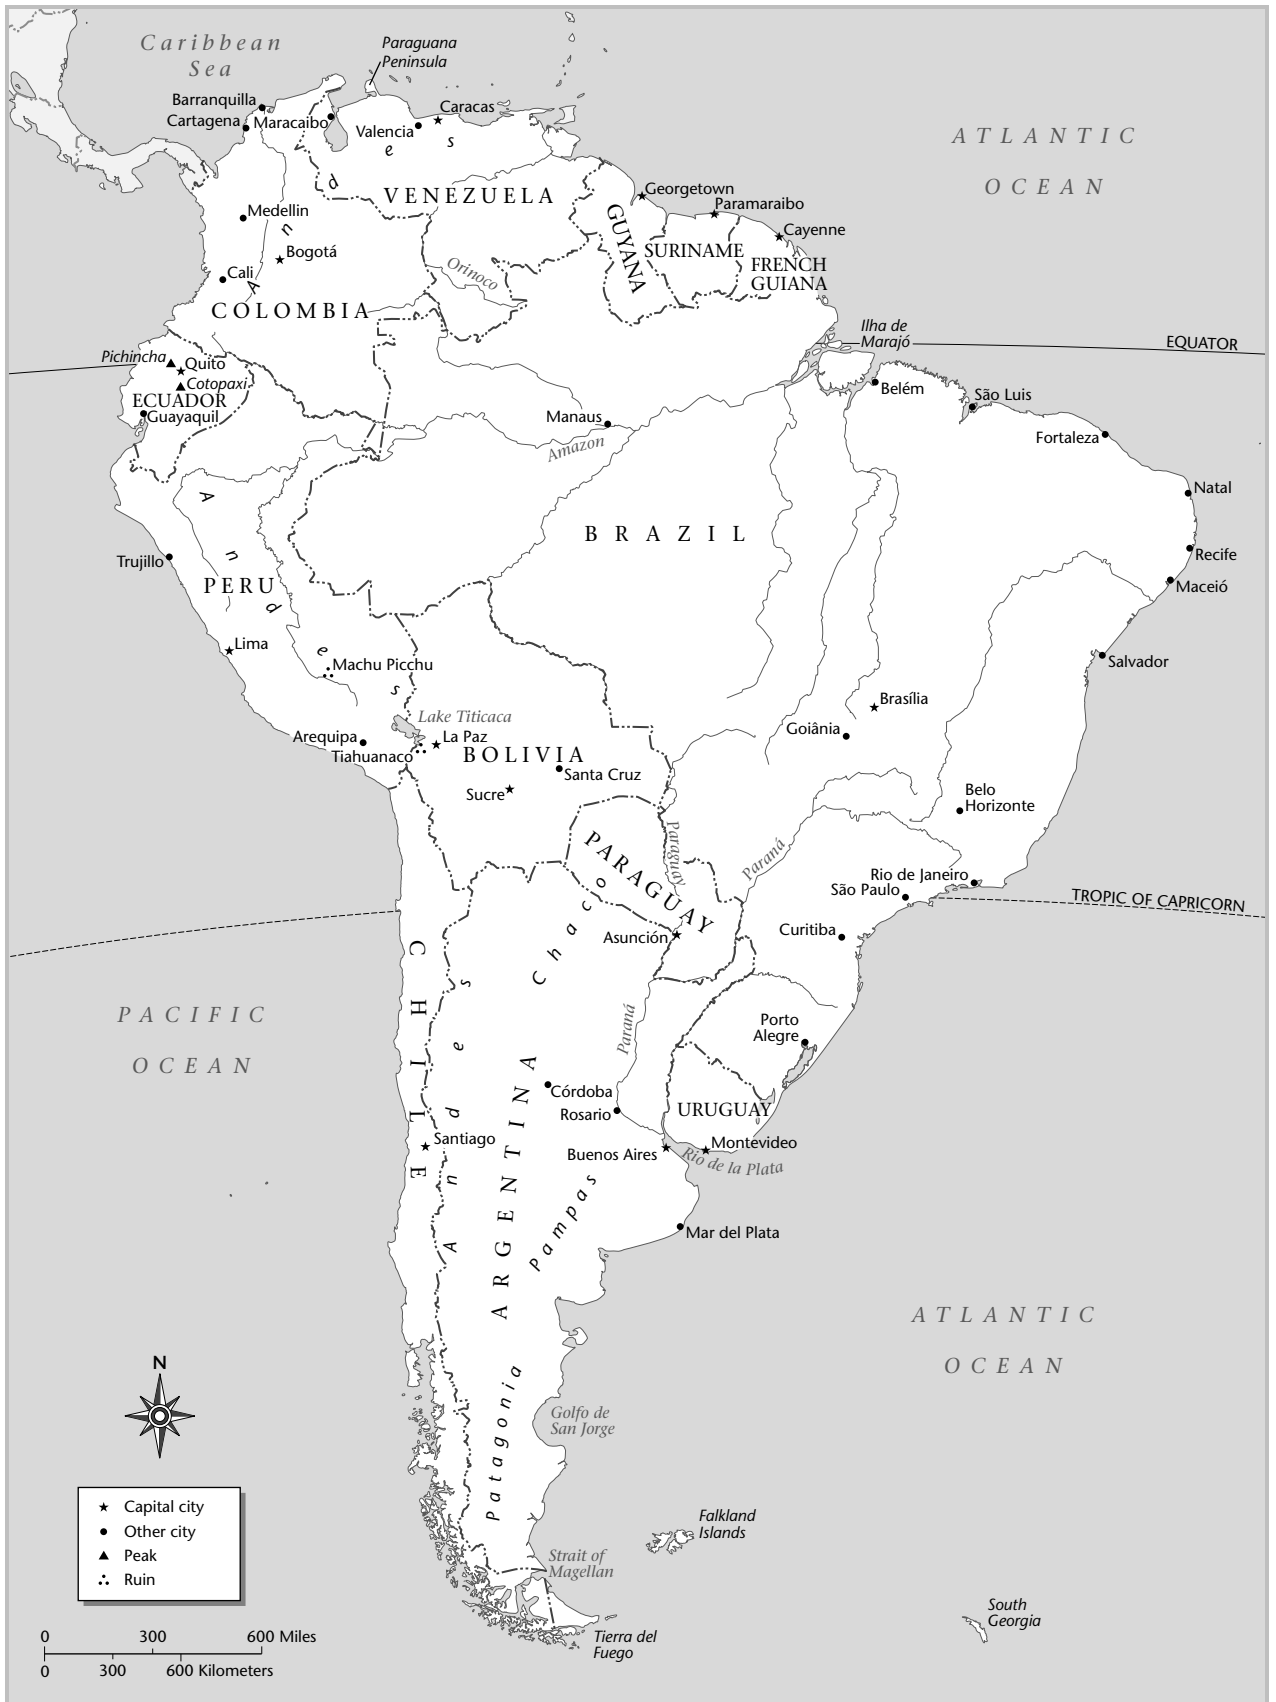 Caribbean
Sea
Paraguana
Peninsula
Barranquilla
Cartagena
Maracaibo
Valencia
Caracas
ATLANTIC
OCEAN
VENEZUELA
Georgetown
Paramaraibo
Cayenne
GUYANA
SURINAME
FRENCH
GUIANA
Medellin
Bogotá
Cali
Andes
COLOMBIA
Orinoco
Ilha de
Marajó
EQUATOR
Pichincha
Quito
Cotopaxi
ECUADOR
Guayaquil
Belém
São Luis
Manaus
Amazon
Fortaleza
Natal
BRAZIL
Recife
Maceió
Trujillo
PERU
Andes
Lima
Machu Picchu
Salvador
Brasília
Goiânia
Lake Titicaca
Arequipa
La Paz
Tiahuanaco
BOLIVIA
Santa Cruz
Sucre
Belo
Horizonte
Paraguay
PARAGUAY
Paraná
Rio de Janeiro
São Paulo
TROPIC OF CAPRICORN
Curitiba
Asunción
Chaco
CHILE
Andes
PACIFIC
OCEAN
Paraná
Porto
Alegre
Córdoba
Rosario
URUGUAY
ARGENTINA
Santiago
Buenos Aires
Montevideo
Rio de la Plata
Pampas
Mar del Plata
ATLANTIC
OCEAN
Patagonia
Golfo de
San Jorge
N
Capital city
Other city
Peak
Ruin
Falkland
Islands
Strait of
Magellan
South
Georgia
Tierra del
Fuego
0 300 600 Miles
0 300 600 Kilometers